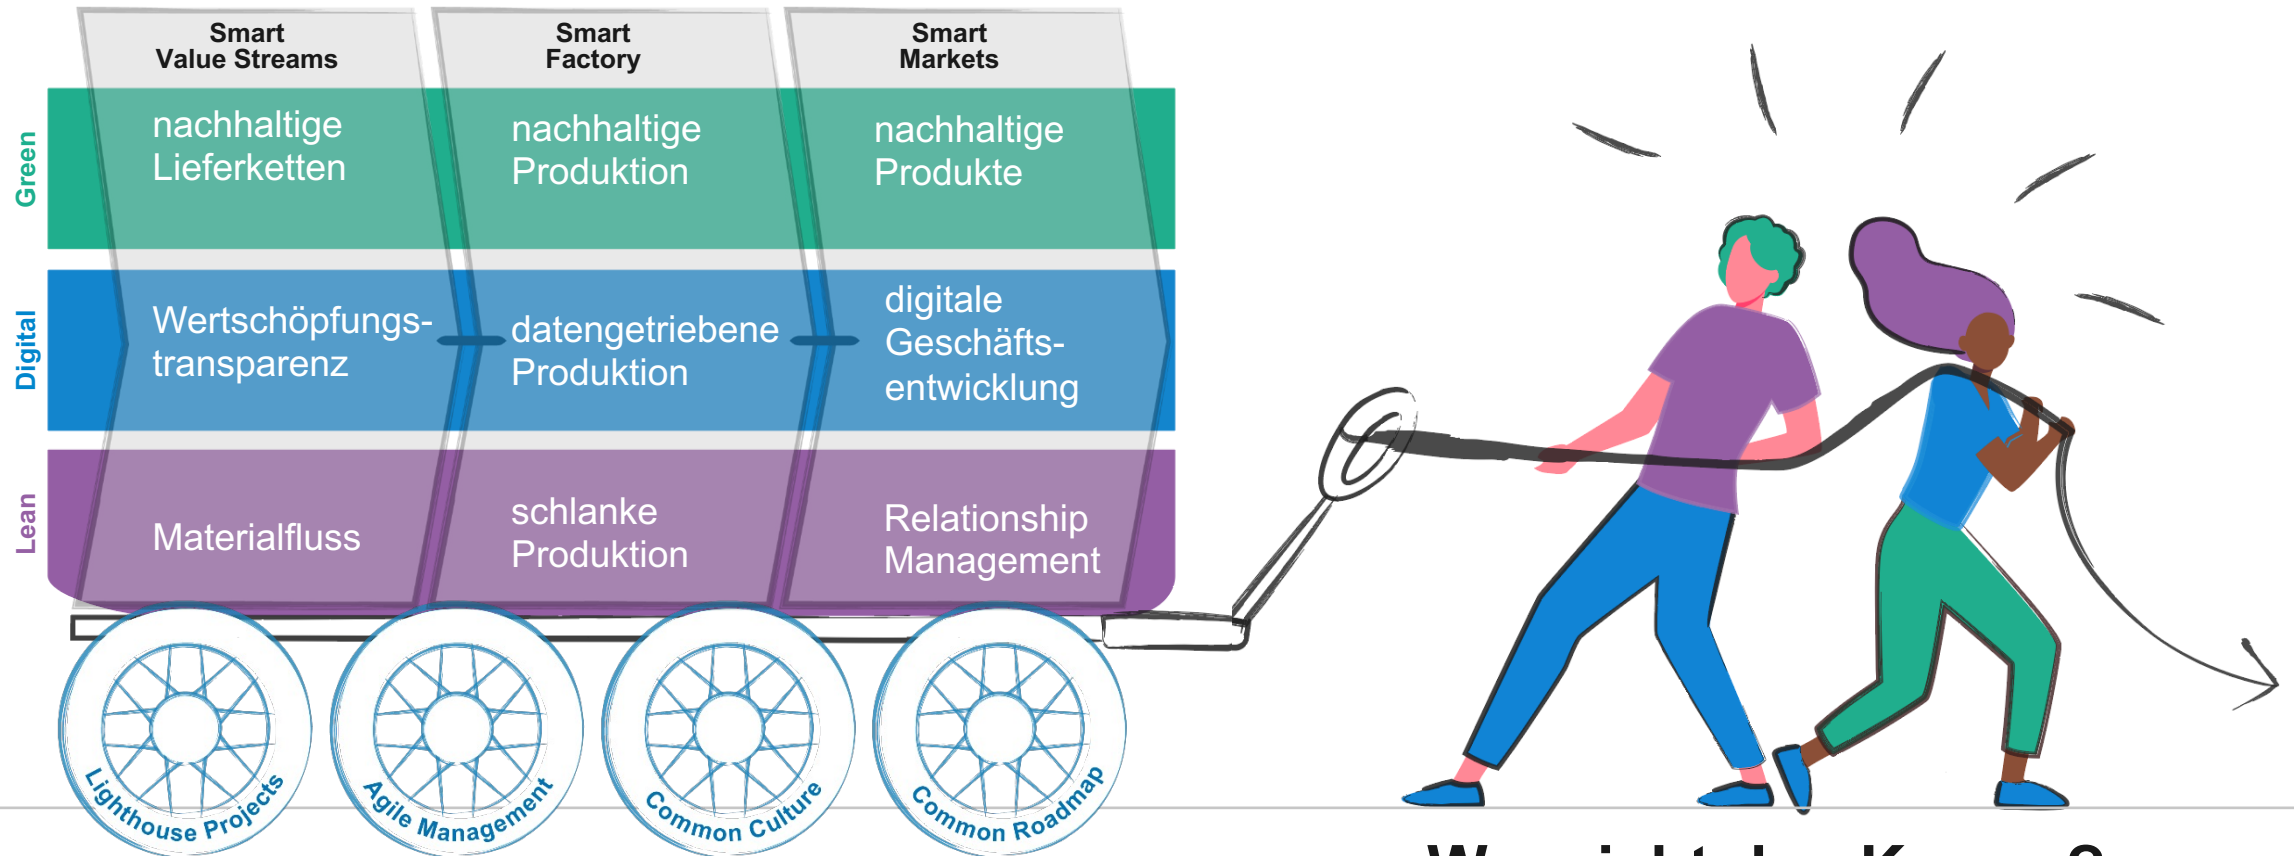 Smart
Value Streams
Smart
Factory
Smart
Markets
Green
nachhaltige
Lieferketten
nachhaltige
Produktion
nachhaltige
Produkte
Digital
Wertschöpfungs-
transparenz
datengetriebene
Produktion
digitale
Geschäfts-
entwicklung
Lean
Materialfluss
schlanke
Produktion
Relationship
Management
Lighthouse Projects
Agile Management
Common Culture
Common Roadmap